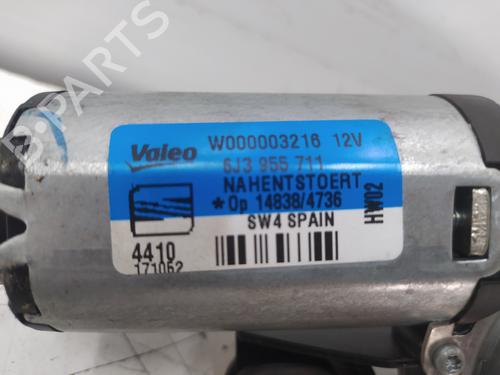 Valeo W000003216 12V
6J3 955 711
NAHENTSTOERT
*Op 14838/4736
SW4 SPAIN
HW02
4410
171052
B-PARTS